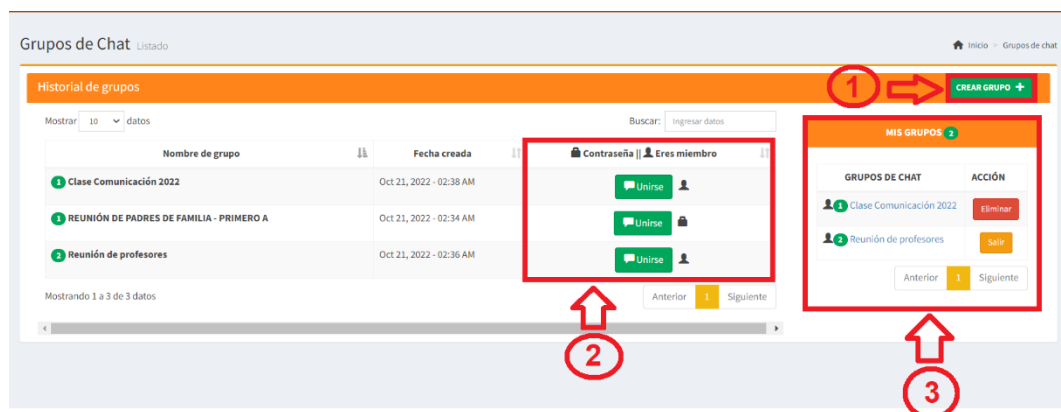 Grupos de Chat Listado
Inicio > Grupos de chat
Historial de grupos
1
CREAR GRUPO +
Mostrar 10 datos
Buscar: Ingresar datos
Nombre de grupo Fecha creada Contraseña || Eres miembro
1 Clase Comunicación 2022 Oct 21, 2022 - 02:38 AM Unirse
1 REUNIÓN DE PADRES DE FAMILIA - PRIMERO A Oct 21, 2022 - 02:34 AM Unirse
2 Reunión de profesores Oct 21, 2022 - 02:36 AM Unirse
Mostrando 1 a 3 de 3 datos
Anterior 1 Siguiente
2
MIS GRUPOS 2
GRUPOS DE CHAT ACCIÓN
1 Clase Comunicación 2022 Eliminar
2 Reunión de profesores Salir
Anterior 1 Siguiente
3